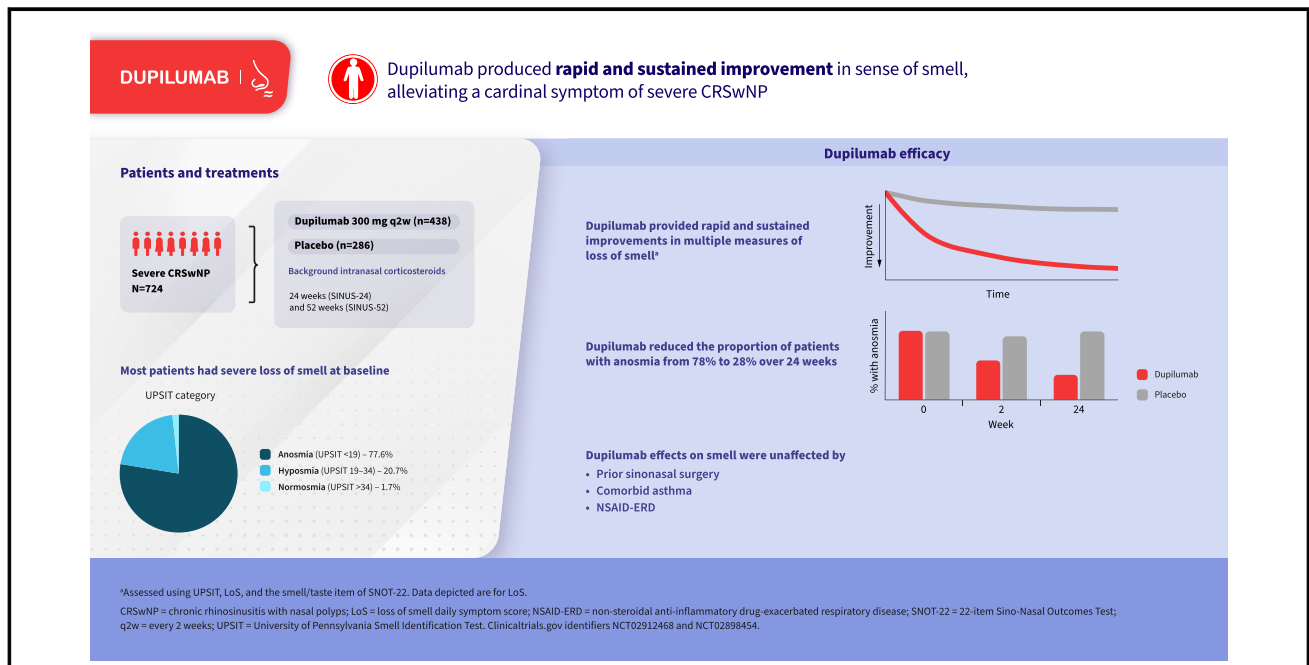 DUPILUMAB
Dupilumab produced rapid and sustained improvement in sense of smell,
alleviating a cardinal symptom of severe CRSwNP
Patients and treatments
Severe CRSwNP
N=724
Dupilumab 300 mg q2w (n=438)
Placebo (n=286)
Background intranasal corticosteroids
24 weeks (SINUS-24)
and 52 weeks (SINUS-52)
Most patients had severe loss of smell at baseline
UPSIT category
Anosmia (UPSIT <19) – 77.6%
Hyposmia (UPSIT 19–34) – 20.7%
Normosmia (UPSIT >34) – 1.7%
Dupilumab efficacy
Dupilumab provided rapid and sustained
improvements in multiple measures of
loss of smellᵃ
Improvement
Time
Dupilumab reduced the proportion of patients
with anosmia from 78% to 28% over 24 weeks
% with anosmia
0 2 24
Week
Dupilumab
Placebo
Dupilumab effects on smell were unaffected by
• Prior sinonasal surgery
• Comorbid asthma
• NSAID-ERD
ᵃAssessed using UPSIT, LoS, and the smell/taste item of SNOT-22. Data depicted are for LoS.
CRSwNP = chronic rhinosinusitis with nasal polyps; LoS = loss of smell daily symptom score; NSAID-ERD = non-steroidal anti-inflammatory drug-exacerbated respiratory disease; SNOT-22 = 22-item Sino-Nasal Outcomes Test;
q2w = every 2 weeks; UPSIT = University of Pennsylvania Smell Identification Test. Clinicaltrials.gov identifiers NCT02912468 and NCT02898454.